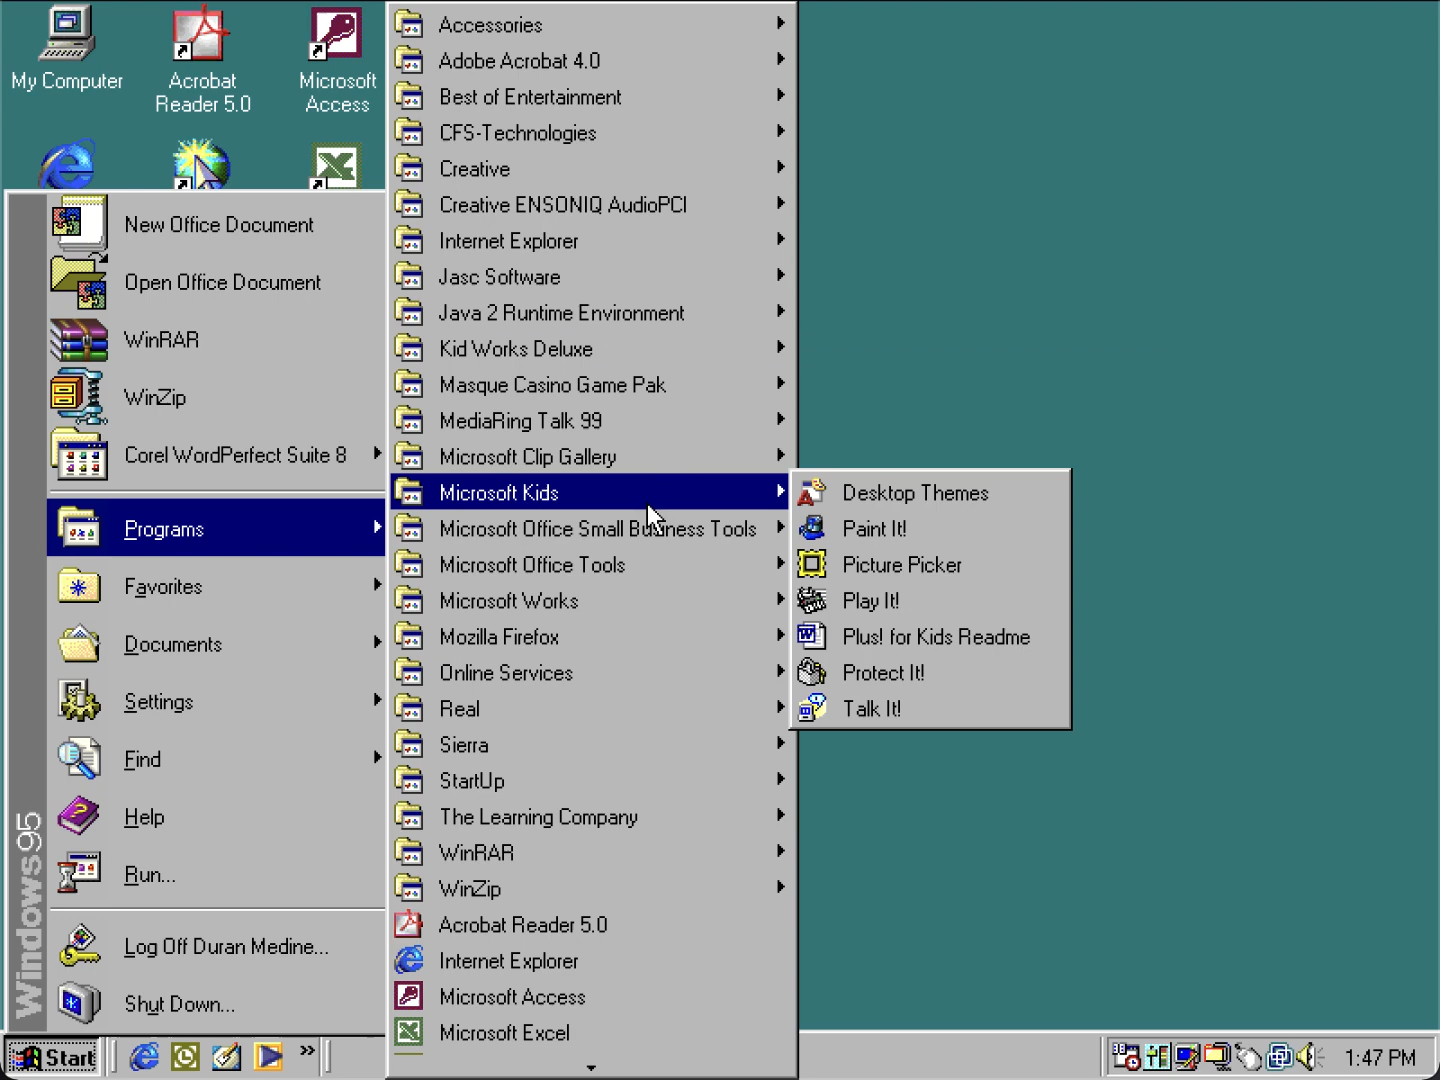 My Computer
Acrobat
Reader 5.0
Microsoft
Access
New Office Document
Open Office Document
WinRAR
WinZip
Corel WordPerfect Suite 8
Programs
Favorites
Documents
Settings
Find
Help
Run...
Log Off Duran Medine...
Shut Down...
Windows95
Accessories
Adobe Acrobat 4.0
Best of Entertainment
CFS-Technologies
Creative
Creative ENSONIQ AudioPCI
Internet Explorer
Jasc Software
Java 2 Runtime Environment
Kid Works Deluxe
Masque Casino Game Pak
MediaRing Talk 99
Microsoft Clip Gallery
Microsoft Kids
Microsoft Office Small Business Tools
Microsoft Office Tools
Microsoft Works
Mozilla Firefox
Online Services
Real
Sierra
StartUp
The Learning Company
WinRAR
WinZip
Acrobat Reader 5.0
Internet Explorer
Microsoft Access
Microsoft Excel
Desktop Themes
Paint It!
Picture Picker
Play It!
Plus! for Kids Readme
Protect It!
Talk It!
Start
1:47 PM